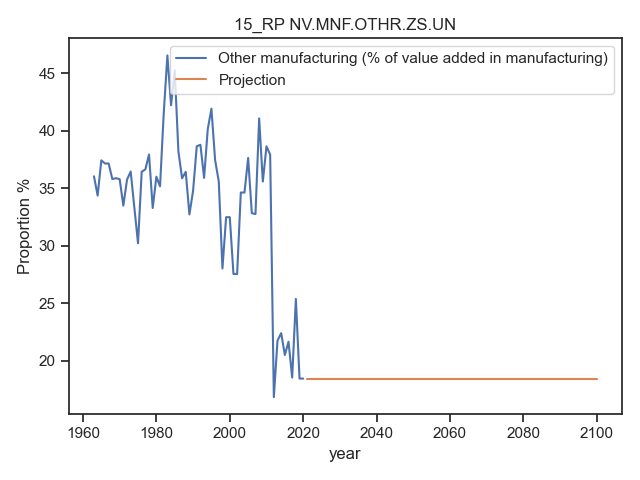 15_RP NV.MNF.OTHR.ZS.UN
Other manufacturing (% of value added in manufacturing)
Projection
Proportion %
45
40
35
30
25
20
1960
1980
2000
2020
2040
2060
2080
2100
year